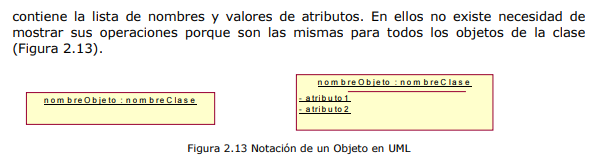 contiene la lista de nombres y valores de atributos. En ellos no existe necesidad de
mostrar sus operaciones porque son las mismas para todos los objetos de la clase
(Figura 2.13).
nombreObjeto : nombreClase
nombreObjeto : nombreClase
- atributo1
- atributo2
Figura 2.13 Notación de un Objeto en UML